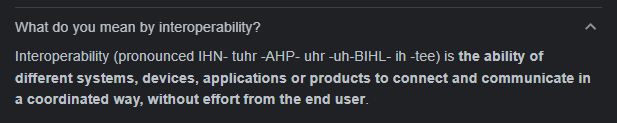 What do you mean by interoperability?
Interoperability (pronounced IHN- tuhr -AHP- uhr -uh-BIHL- ih -tee) is the ability of
different systems, devices, applications or products to connect and communicate in
a coordinated way, without effort from the end user.